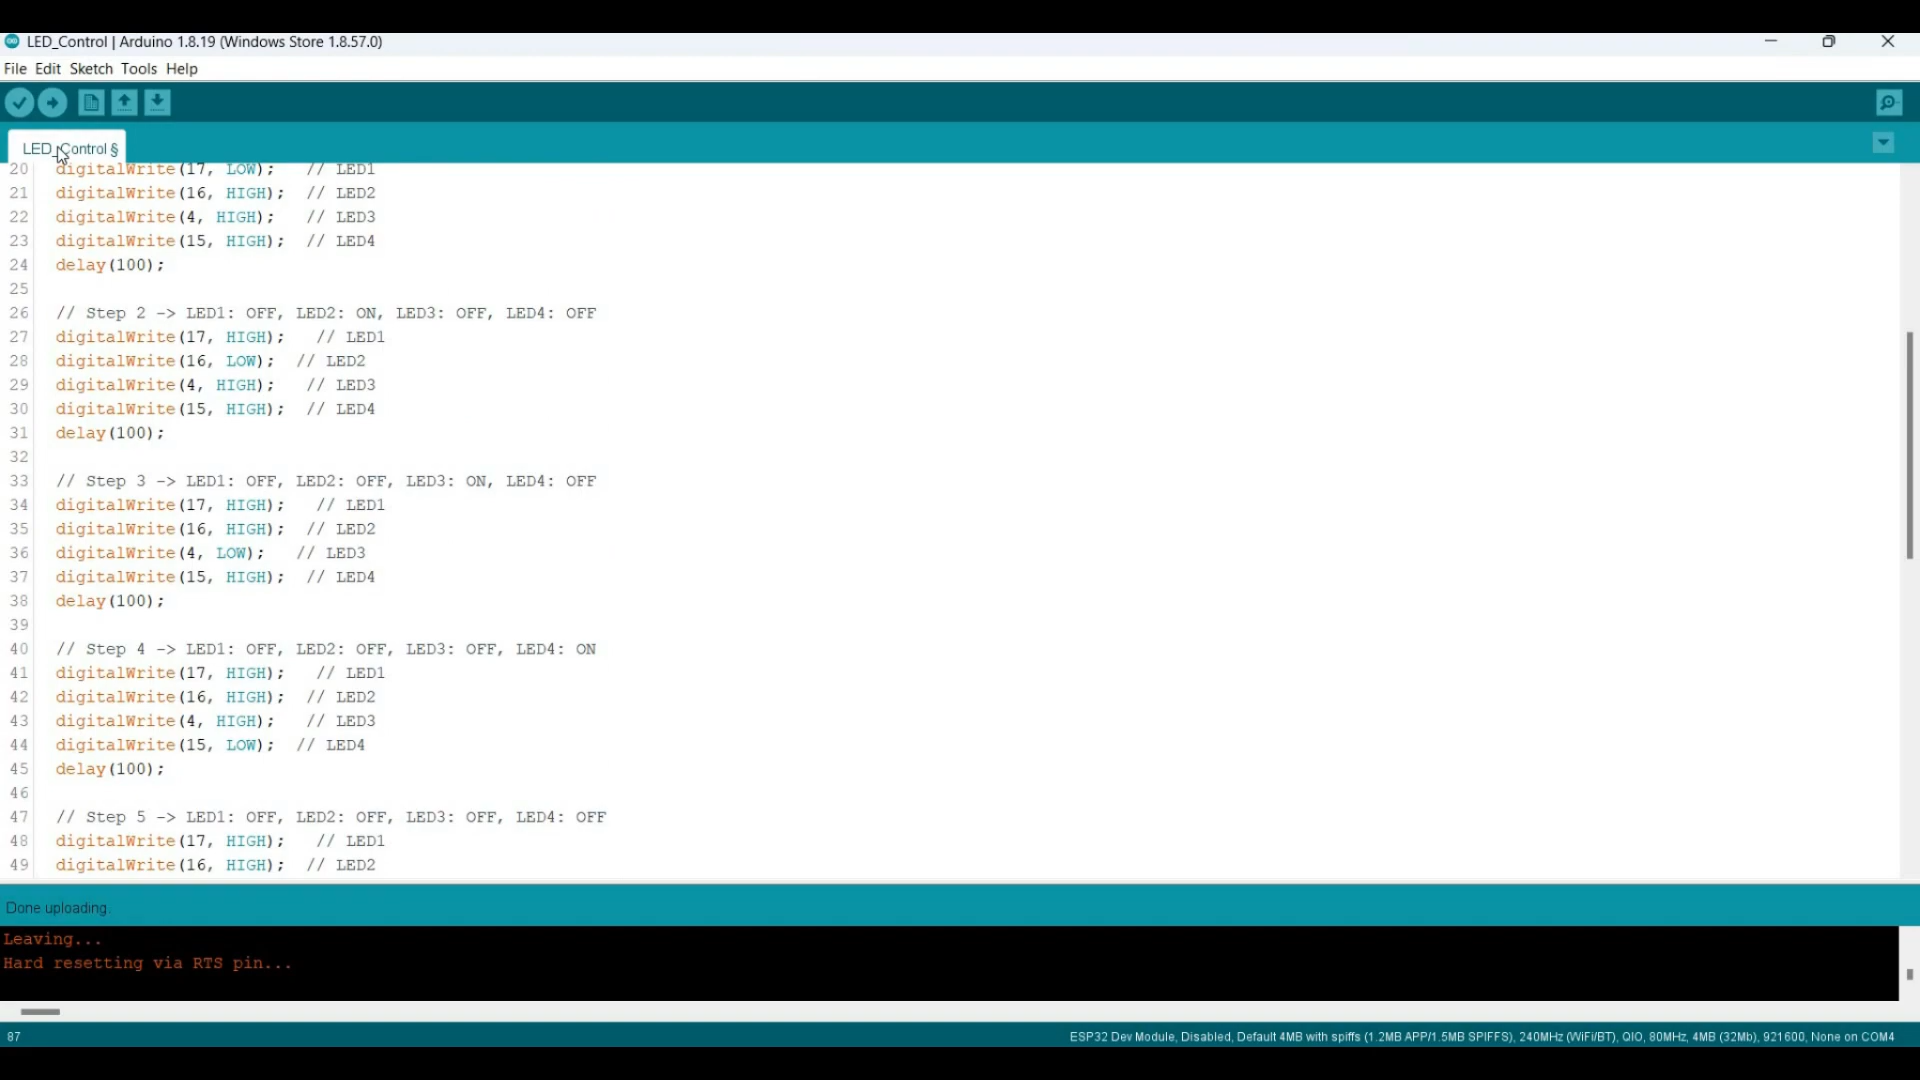 LED_Control | Arduino 1.8.19 (Windows Store 1.8.57.0)
File Edit Sketch Tools Help
LED_Control §
20 digitalWrite(17, LOW); // LED1
21 digitalWrite(16, HIGH); // LED2
22 digitalWrite(4, HIGH); // LED3
23 digitalWrite(15, HIGH); // LED4
24 delay(100);
25
26 // Step 2 -> LED1: OFF, LED2: ON, LED3: OFF, LED4: OFF
27 digitalWrite(17, HIGH); // LED1
28 digitalWrite(16, LOW); // LED2
29 digitalWrite(4, HIGH); // LED3
30 digitalWrite(15, HIGH); // LED4
31 delay(100);
32
33 // Step 3 -> LED1: OFF, LED2: OFF, LED3: ON, LED4: OFF
34 digitalWrite(17, HIGH); // LED1
35 digitalWrite(16, HIGH); // LED2
36 digitalWrite(4, LOW); // LED3
37 digitalWrite(15, HIGH); // LED4
38 delay(100);
39
40 // Step 4 -> LED1: OFF, LED2: OFF, LED3: OFF, LED4: ON
41 digitalWrite(17, HIGH); // LED1
42 digitalWrite(16, HIGH); // LED2
43 digitalWrite(4, HIGH); // LED3
44 digitalWrite(15, LOW); // LED4
45 delay(100);
46
47 // Step 5 -> LED1: OFF, LED2: OFF, LED3: OFF, LED4: OFF
48 digitalWrite(17, HIGH); // LED1
49 digitalWrite(16, HIGH); // LED2
Done uploading.
Leaving...
Hard resetting via RTS pin...
87
ESP32 Dev Module, Disabled, Default 4MB with spiffs (1.2MB APP/1.5MB SPIFFS), 240MHz (WiFi/BT), QIO, 80MHz, 4MB (32Mb), 921600, None on COM4